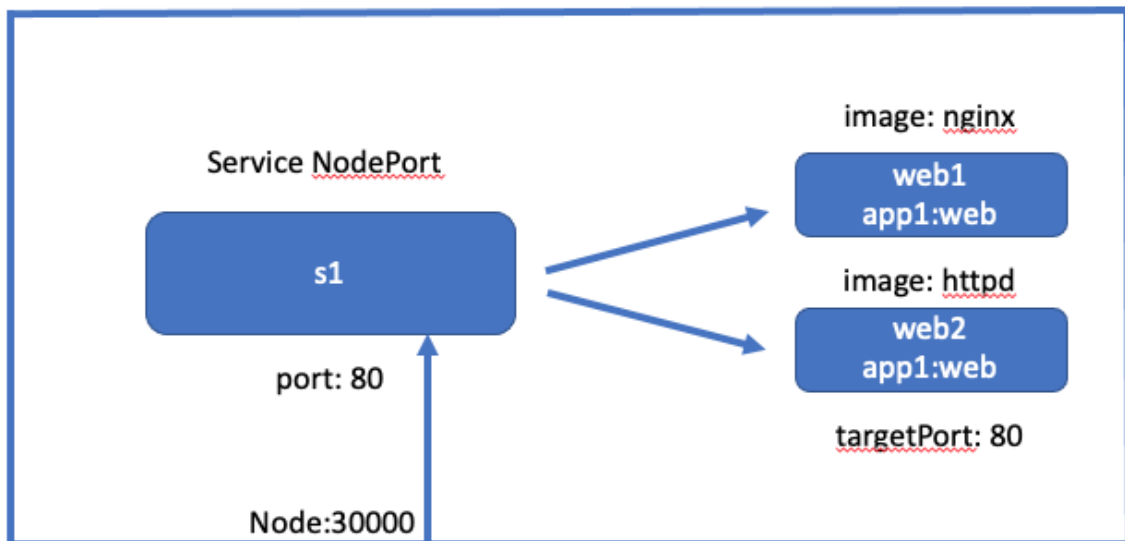 image: nginx
Service NodePort
web1
app1:web
s1
image: httpd
web2
app1:web
port: 80
targetPort: 80
Node:30000